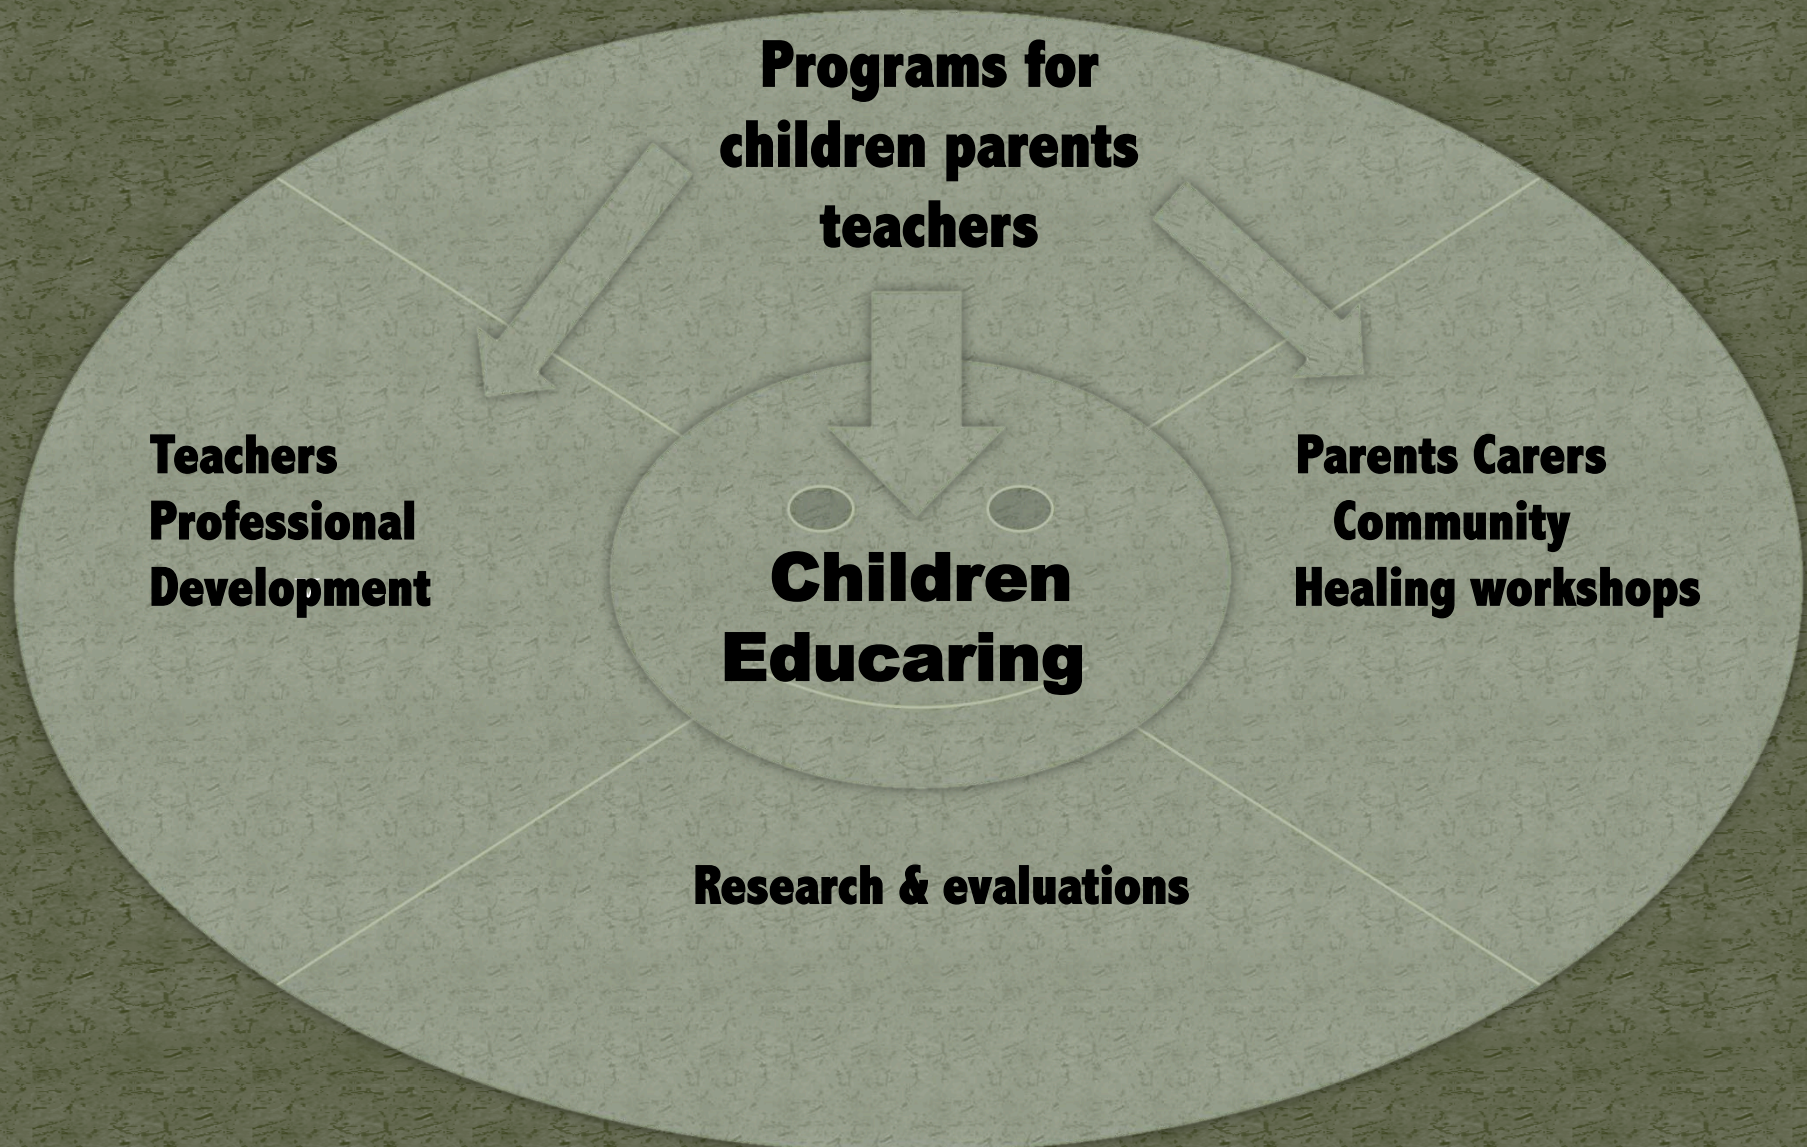 Programs for
children parents
teachers
Teachers
Professional
Development
Children
Educaring
Parents Carers
Community
Healing workshops
Research & evaluations